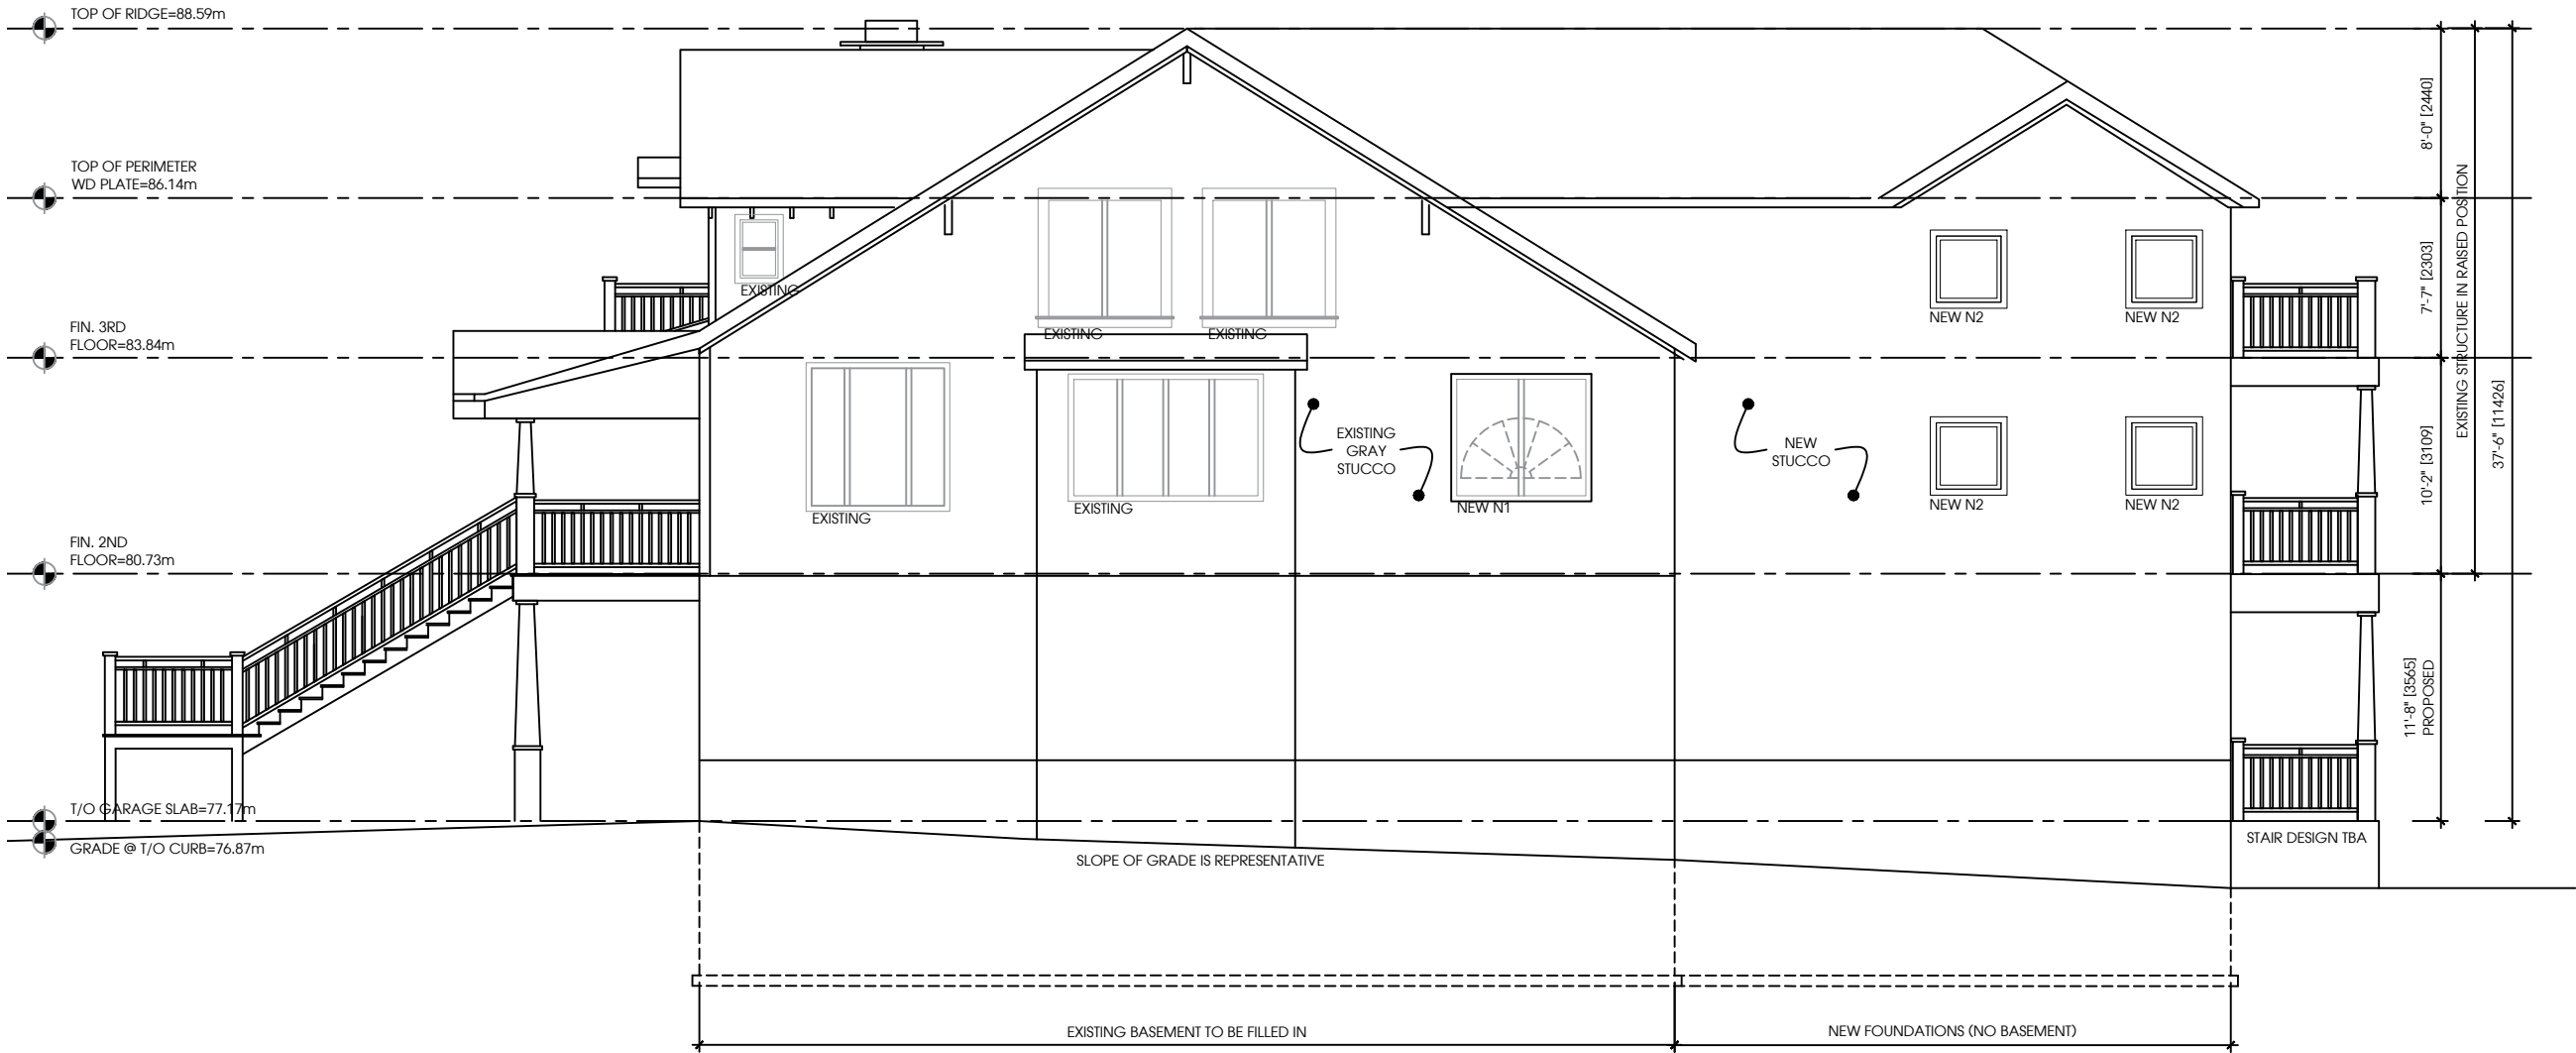 TOP OF RIDGE=88.59m
TOP OF PERIMETER
WD PLATE=86.14m
FIN. 3RD
FLOOR=83.84m
FIN. 2ND
FLOOR=80.73m
T/O GARAGE SLAB=77.17m
GRADE @ T/O CURB=76.87m
EXISTING
EXISTING
EXISTING
EXISTING
EXISTING
EXISTING
GRAY
STUCCO
NEW N1
NEW
STUCCO
NEW N2
NEW N2
NEW N2
NEW N2
8'-0" [2440]
7'-7" [2303]
10'-2" [3109]
11'-8" [3565]
PROPOSED
EXISTING STRUCTURE IN RAISED POSITION
37'-6" [11426]
STAIR DESIGN TBA
SLOPE OF GRADE IS REPRESENTATIVE
EXISTING BASEMENT TO BE FILLED IN
NEW FOUNDATIONS (NO BASEMENT)